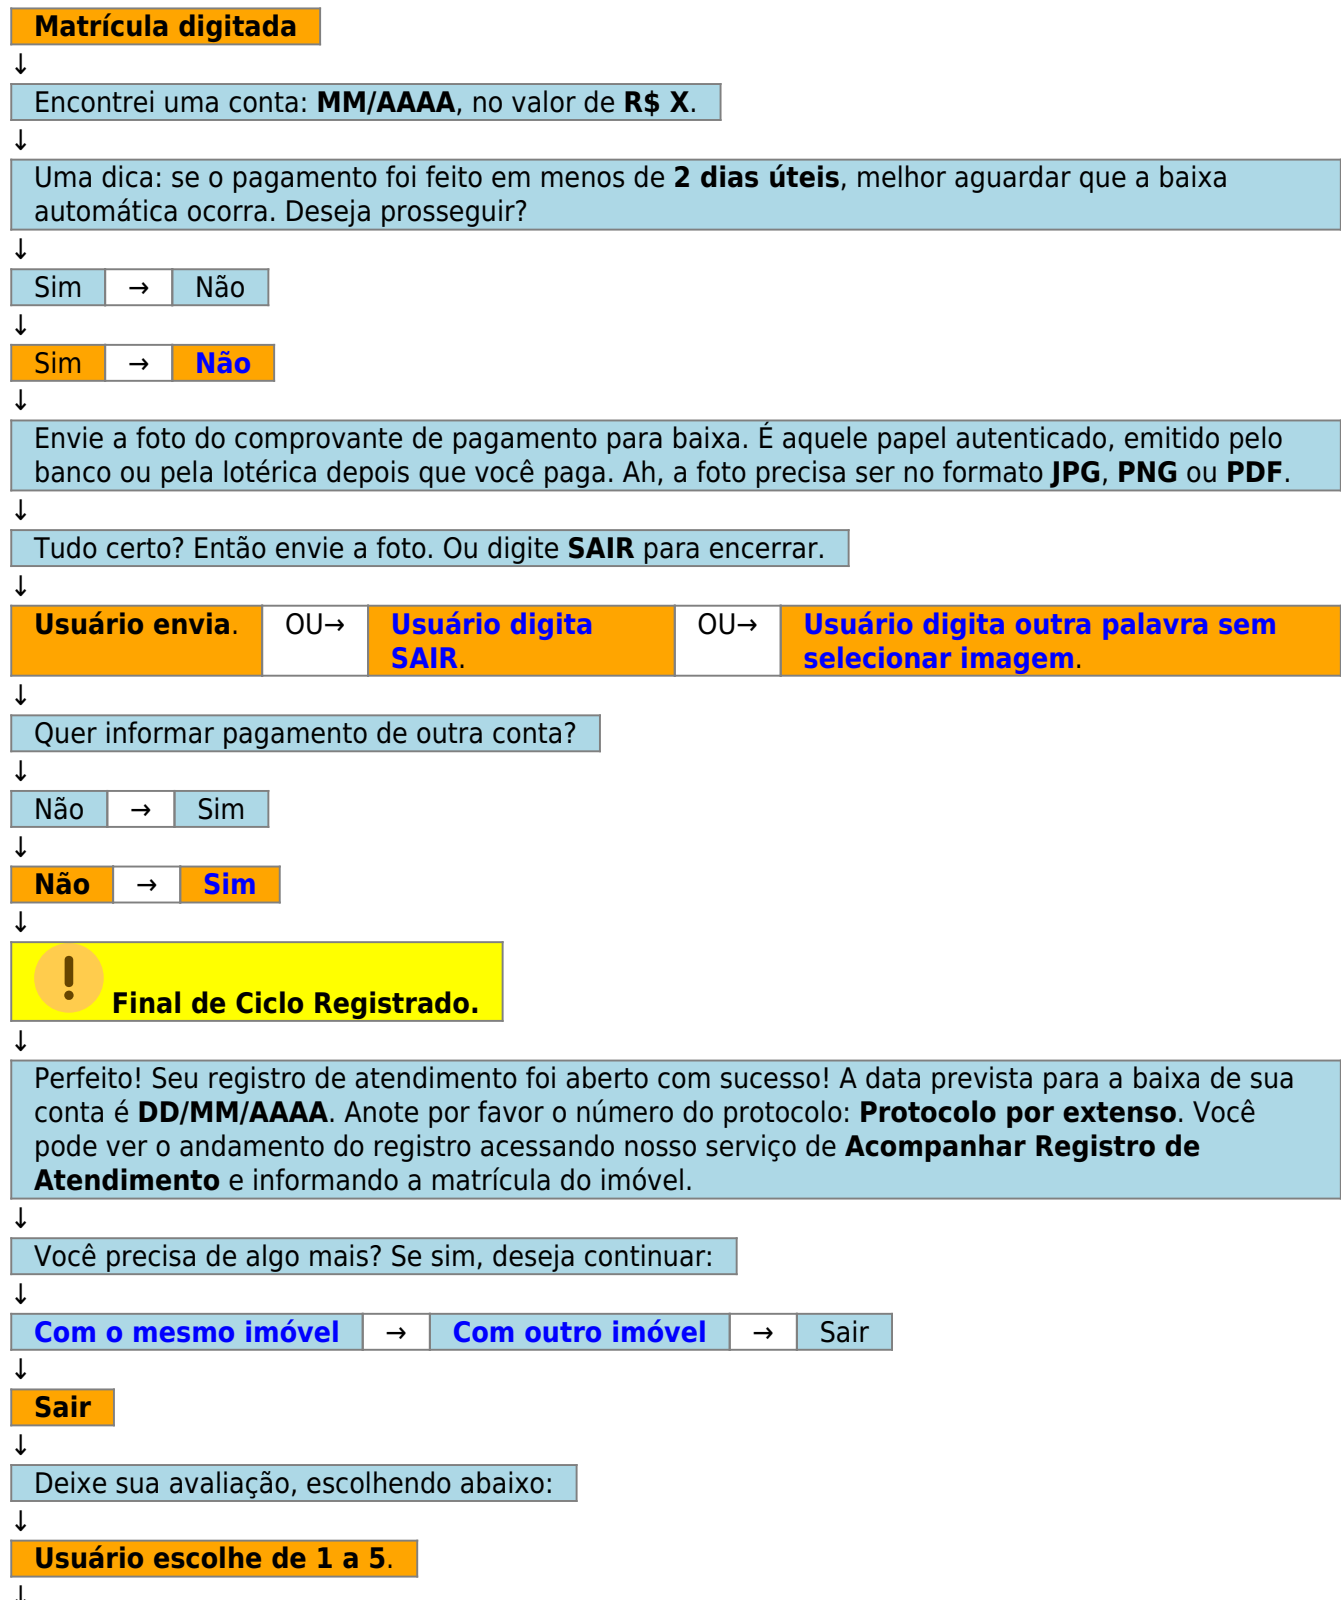 Matrícula digitada
↓
Encontrei uma conta: MM/AAAA, no valor de R$ X.
↓
Uma dica: se o pagamento foi feito em menos de 2 dias úteis, melhor aguardar que a baixa
automática ocorra. Deseja prosseguir?
↓
Sim → Não
↓
Sim → Não
↓
Envie a foto do comprovante de pagamento para baixa. É aquele papel autenticado, emitido pelo
banco ou pela lotérica depois que você paga. Ah, a foto precisa ser no formato JPG, PNG ou PDF.
↓
Tudo certo? Então envie a foto. Ou digite SAIR para encerrar.
↓
Usuário envia. OU→ Usuário digita OU→ Usuário digita outra palavra sem
SAIR. selecionar imagem.
↓
Quer informar pagamento de outra conta?
↓
Não → Sim
↓
Não → Sim
↓
! Final de Ciclo Registrado.
↓
Perfeito! Seu registro de atendimento foi aberto com sucesso! A data prevista para a baixa de sua
conta é DD/MM/AAAA. Anote por favor o número do protocolo: Protocolo por extenso. Você
pode ver o andamento do registro acessando nosso serviço de Acompanhar Registro de
Atendimento e informando a matrícula do imóvel.
↓
Você precisa de algo mais? Se sim, deseja continuar:
↓
Com o mesmo imóvel → Com outro imóvel → Sair
↓
Sair
↓
Deixe sua avaliação, escolhendo abaixo:
↓
Usuário escolhe de 1 a 5.
↓